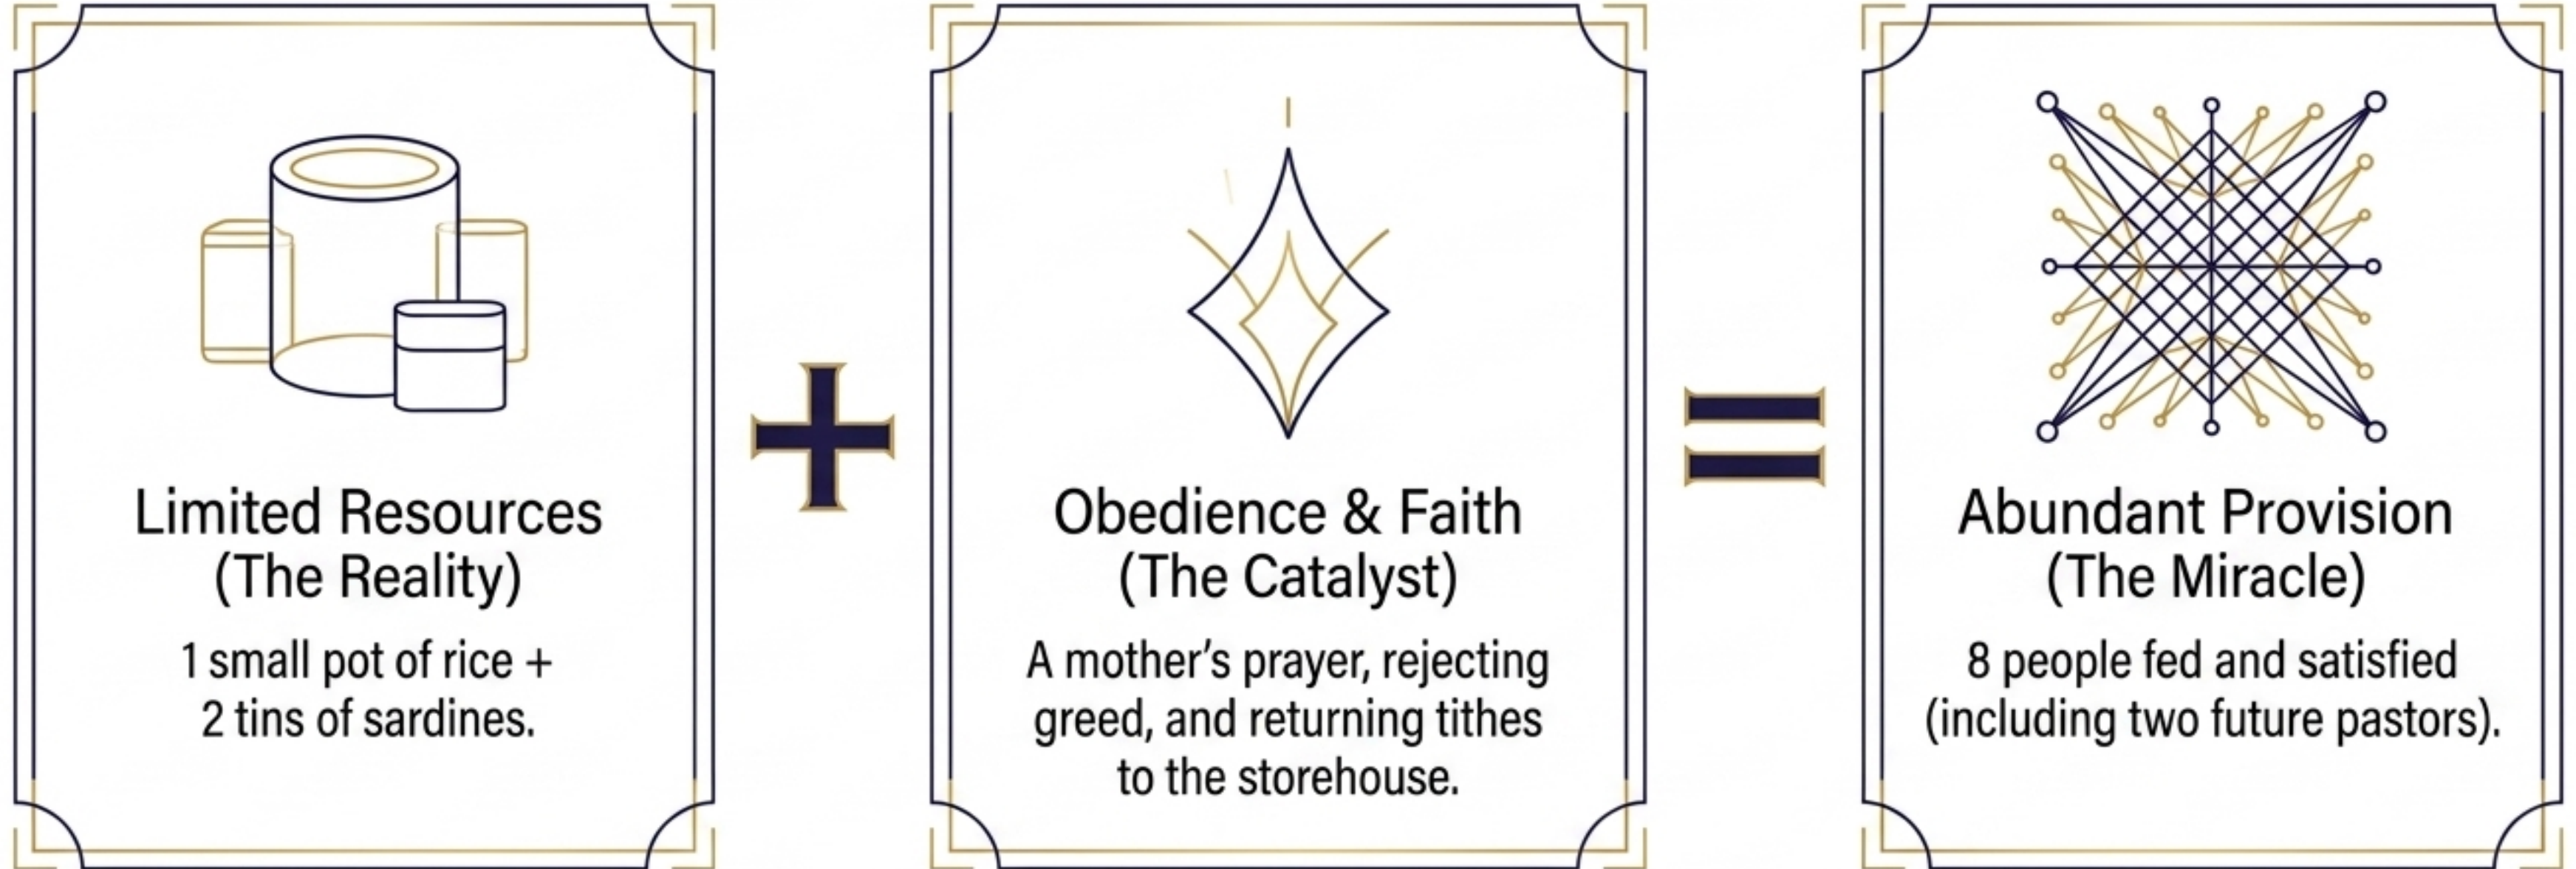 Limited Resources
(The Reality)
1 small pot of rice +
2 tins of sardines.
+
Obedience & Faith
(The Catalyst)
A mother’s prayer, rejecting
greed, and returning tithes
to the storehouse.
=
Abundant Provision
(The Miracle)
8 people fed and satisfied
(including two future pastors).